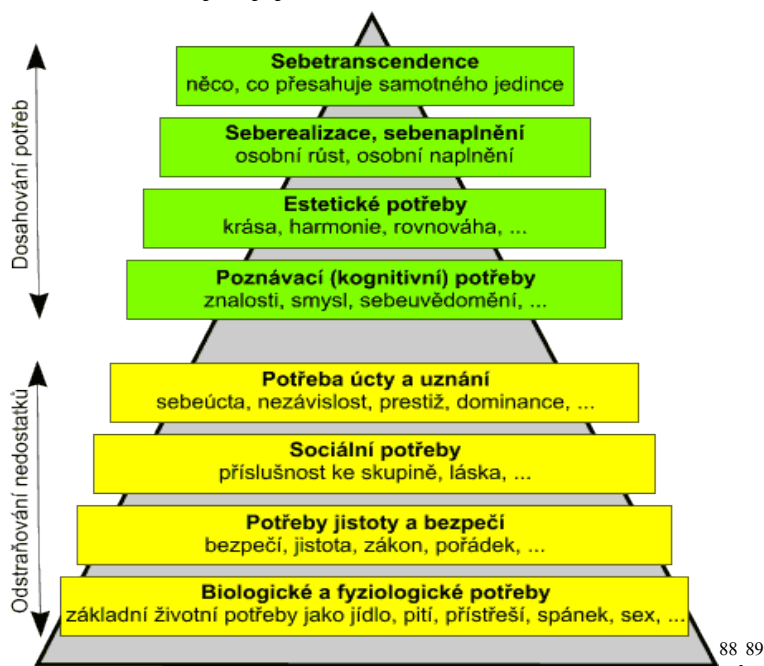 Sebetranscendence
něco, co přesahuje samotného jedince
Seberealizace, sebenaplnění
osobní růst, osobní naplnění
Estetické potřeby
krása, harmonie, rovnováha, ...
Poznávací (kognitivní) potřeby
znalosti, smysl, sebeuvědomění, ...
Dosahování potřeb
Potřeba úcty a uznání
sebeúcta, nezávislost, prestiž, dominance, ...
Sociální potřeby
příslušnost ke skupině, láska, ...
Potřeby jistoty a bezpečí
bezpečí, jistota, zákon, pořádek, ...
Biologické a fyziologické potřeby
základní životní potřeby jako jídlo, pití, přístřeší, spánek, sex, ...
Odstraňování nedostatků
88 89